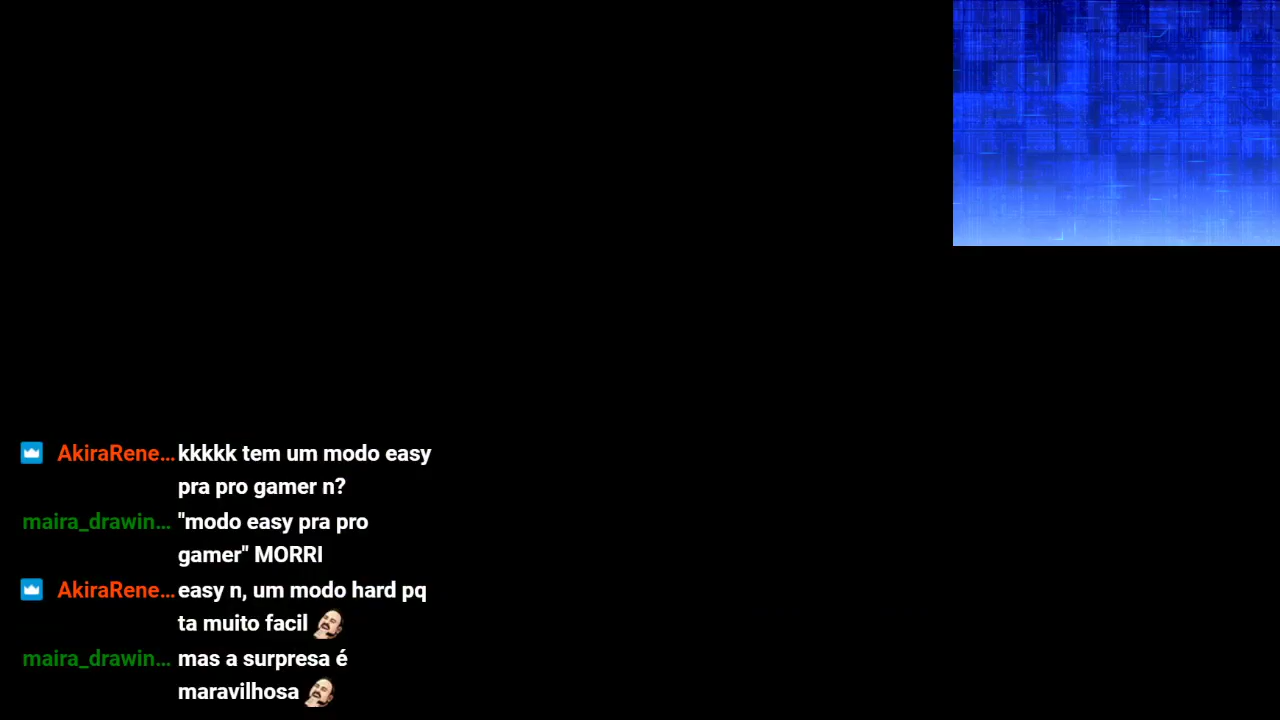 AkiraRene... kkkkk tem um modo easy
pra pro gamer n?
maira_drawin... "modo easy pra pro
gamer" MORRI
AkiraRene... easy n, um modo hard pq
ta muito facil
maira_drawin... mas a surpresa é
maravilhosa